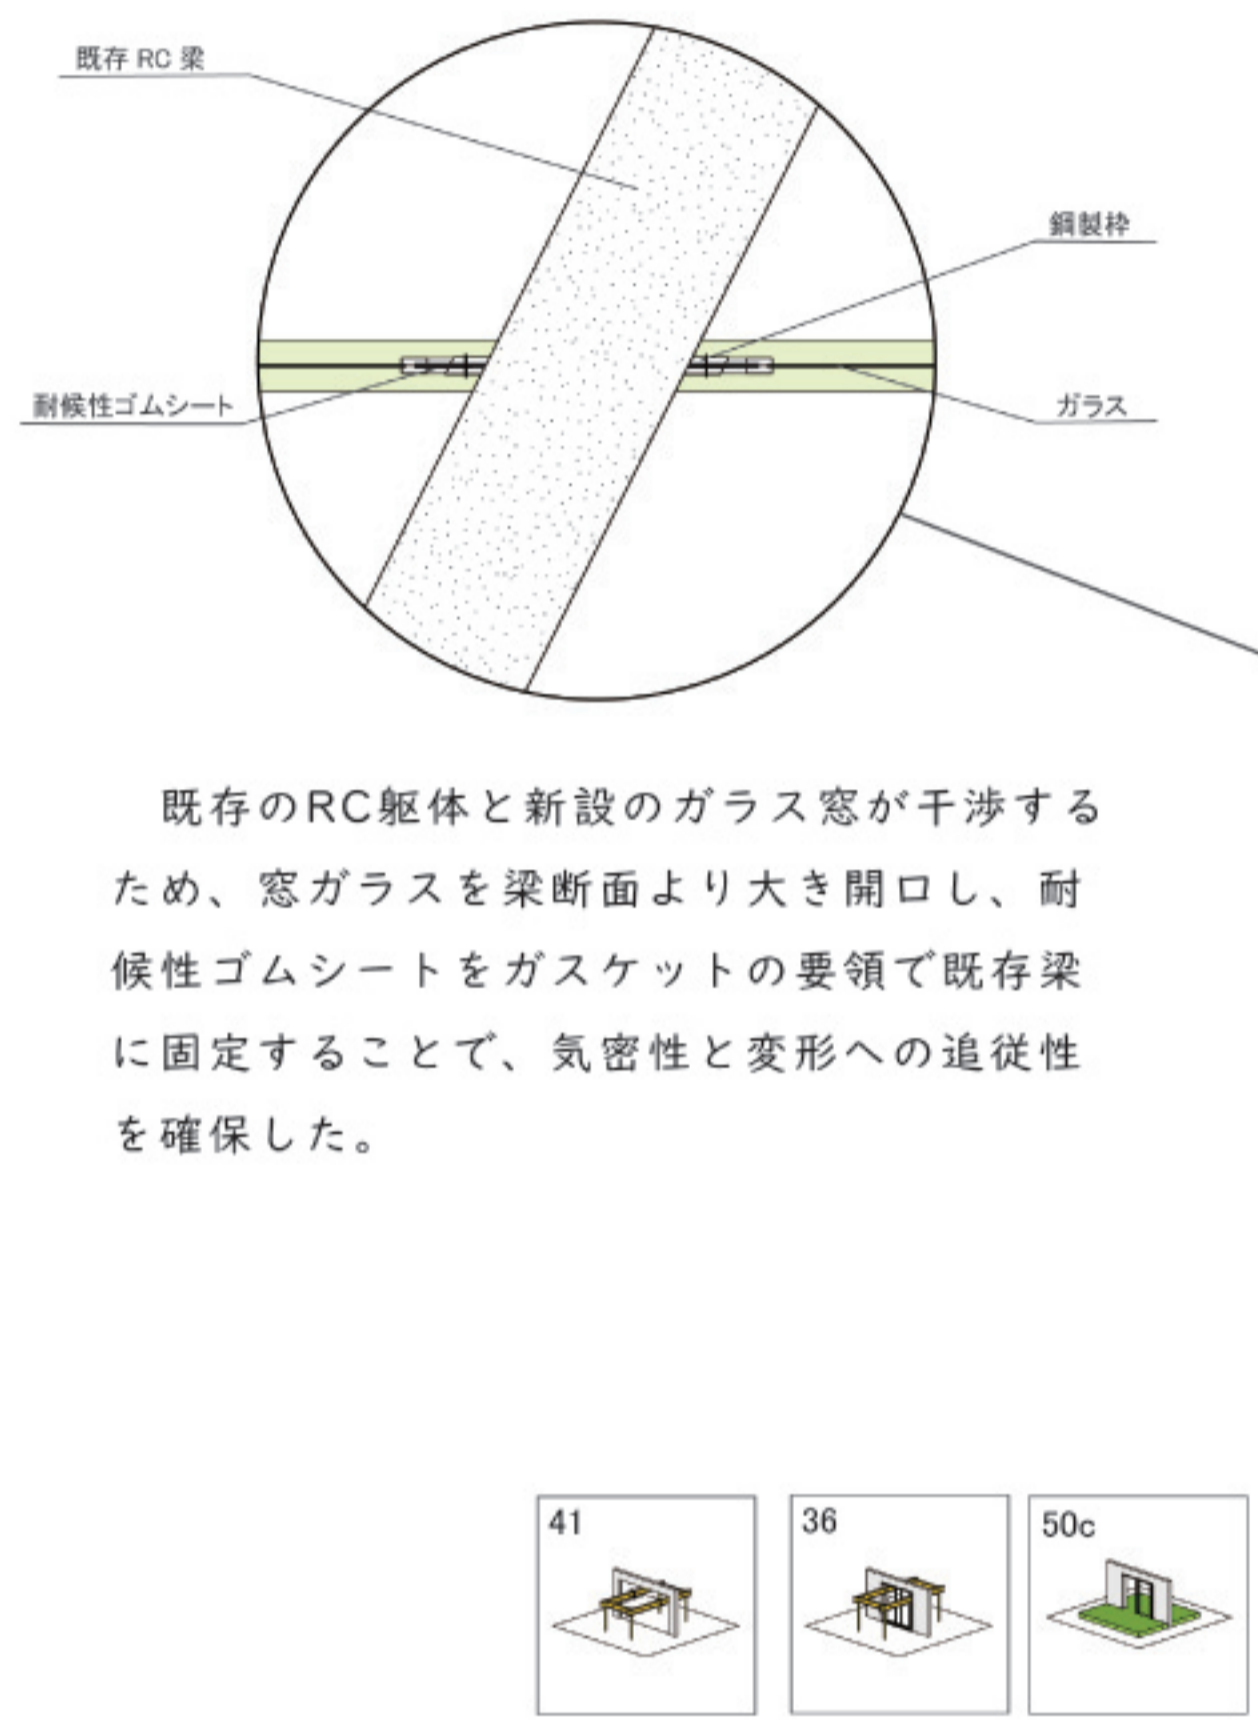 既存 RC 梁
鋼製枠
耐候性ゴムシート
ガラス
既存のRC躯体と新設のガラス窓が干渉する
ため、窓ガラスを梁断面より大き開口し、耐
候性ゴムシートをガスケットの要領で既存梁
に固定することで、気密性と変形への追従性
を確保した。
41
36
50c